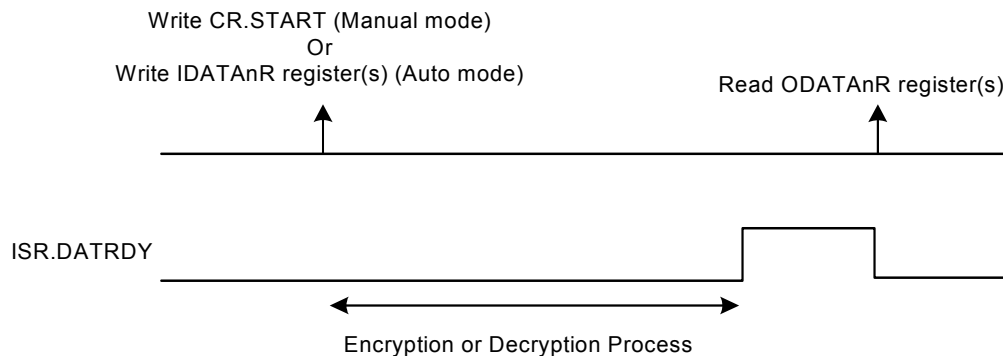 Write CR.START (Manual mode)
Or
Write IDATAnR register(s) (Auto mode)
Read ODATAnR register(s)
ISR.DATRDY
Encryption or Decryption Process